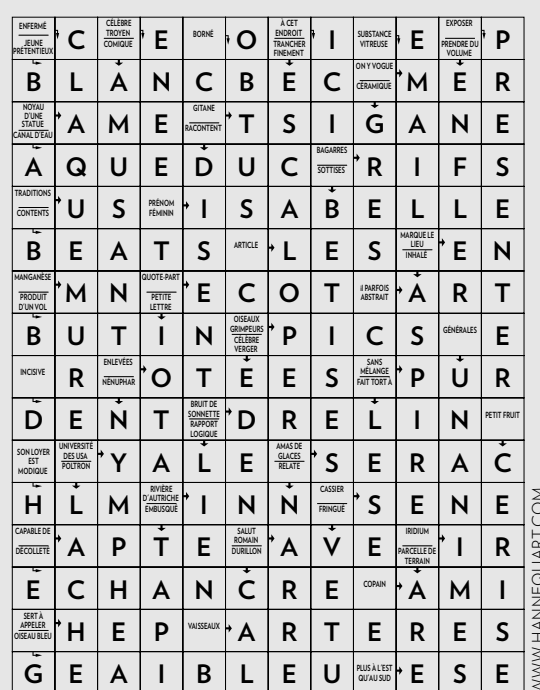 ENFERMÉ JEUNE PRÉTENTIEUX C CÉLÈBRE TROYEN COMIQUE E BORNÉ O À CET ENDROIT TRANCHER FINEMENT I SUBSTANCE VITREUSE E EXPOSER PRENDRE DU VOLUME P
B L A N C B E C ON Y VOGUE CÉRAMIQUE M E R
NOYAU D'UNE STATUE CANAL D'EAU A M E GITANE RACONTENT T S I G A N E
A Q U E D U C BAGARRES SOTTISES R I F S
TRADITIONS CONTENTS U S PRÉNOM FÉMININ I S A B E L L E
B E A T S ARTICLE L E S MARQUE LE LIEU INHALE E N
MANGANÈSE PRODUIT D'UN VOL M N QUOTE-PART PETITE LETTRE E C O T il PARFOIS ABSTRAIT A R T
B U T I N OISEAUX GRIMPEURS CÉLÈBRE VERGER P I C S GÉNÉRALES E
INCISIVE R ENLEVÉES NÉNUPHAR O T E E S SANS MÉLANGE FAIT TORT À P U R
D E N T BRUIT DE SONNETTE RAPPORT LOGIQUE D R E L I N PETIT FRUIT
SON LOYER EST MODIQUE UNIVERSITÉ DES USA POLTRON Y A L E AMAS DE GLACES RELATE S E R A C
H L M RIVIÈRE D'AUTRICHE EMBUSQUÉ I N N CASSIER FRINGUÉ S E N E
CAPABLE DE DÉCOLLETÉ A P T E SALUT ROMAIN DURILLON A V E IRIDIUM PARCELLE DE TERRAIN I R
E C H A N C R E COPAIN A M I
SERT À APPELER OISEAU BLEU H E P VAISSEAUX A R T E R E S
G E A I B L E U PLUS À L'EST QU'AU SUD E S E
WWW.HANNEQUART.COM